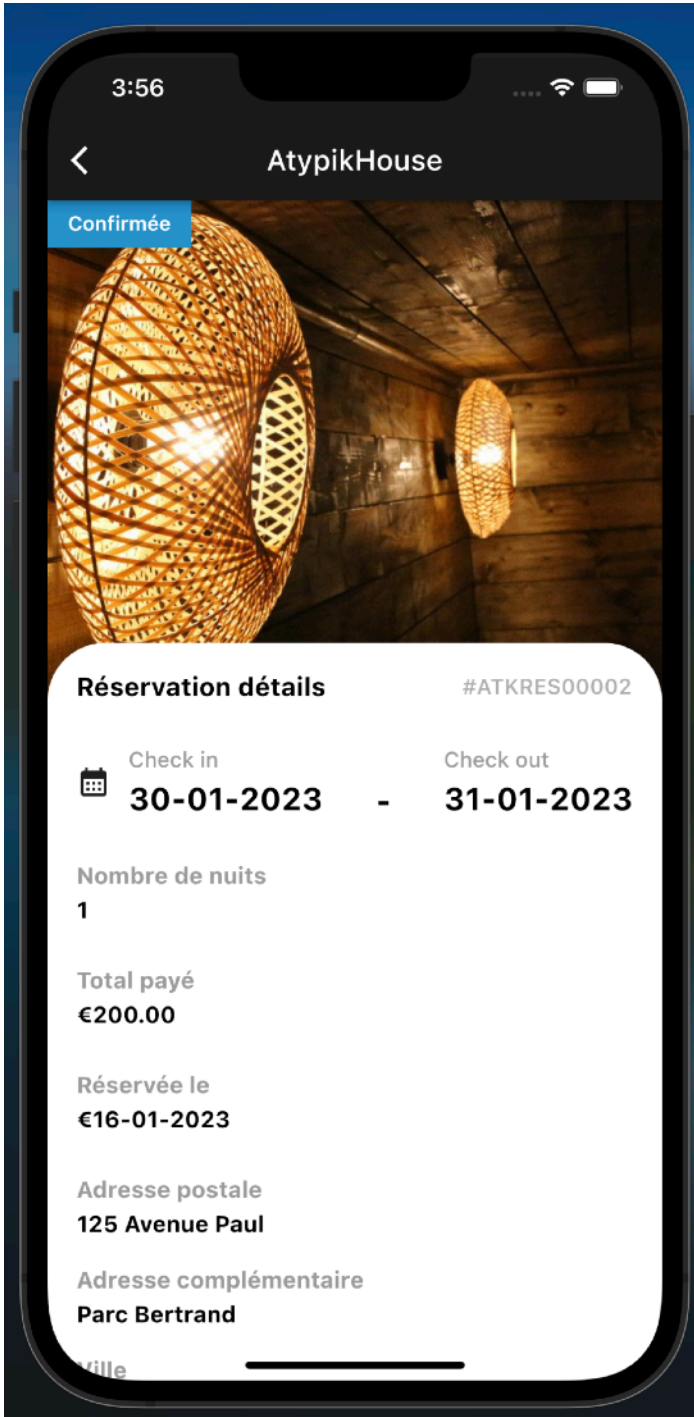 3:56
AtypikHouse
Confirmée
Réservation détails #ATKRES00002
Check in Check out
30-01-2023 - 31-01-2023
Nombre de nuits
1
Total payé
€200.00
Réservée le
€16-01-2023
Adresse postale
125 Avenue Paul
Adresse complémentaire
Parc Bertrand
Ville